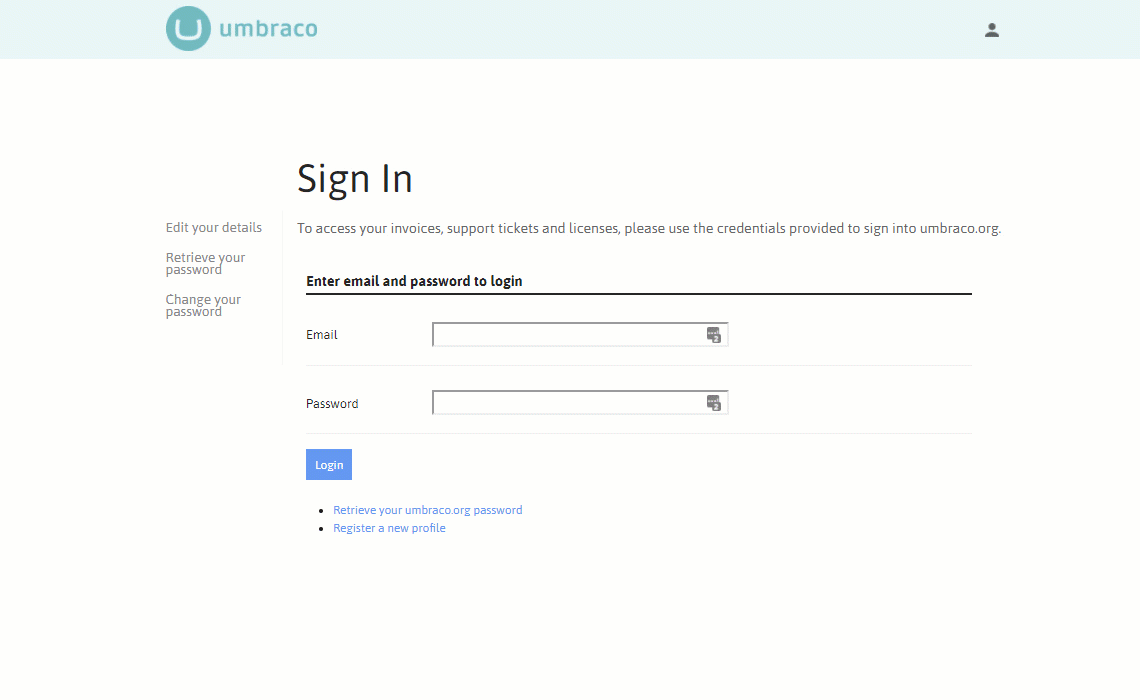 umbraco
Sign In
Edit your details
Retrieve your
password
Change your
password
To access your invoices, support tickets and licenses, please use the credentials provided to sign into umbraco.org.
Enter email and password to login
Email
Password
Login
Retrieve your umbraco.org password
Register a new profile